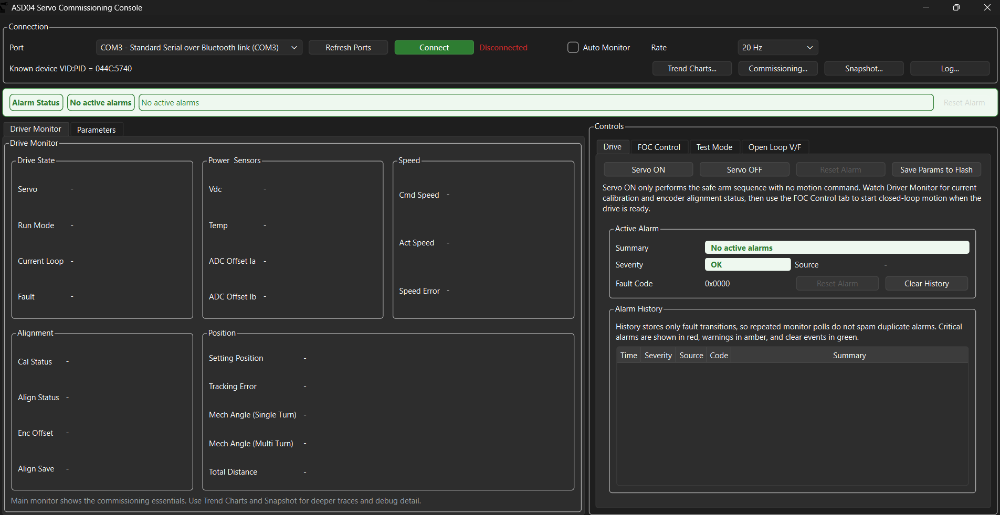 ASD04 Servo Commissioning Console
Connection
Port COM3 - Standard Serial over Bluetooth link (COM3) Refresh Ports Connect Disconnected Auto Monitor Rate 20 Hz
Known device VID:PID = 044C:5740 Trend Charts... Commissioning... Snapshot... Log...
Alarm Status No active alarms No active alarms Reset Alarm
Driver Monitor Parameters
Drive Monitor
Drive State
Servo -
Run Mode -
Current Loop -
Fault -
Power Sensors
Vdc -
Temp -
ADC Offset Ia -
ADC Offset Ib -
Speed
Cmd Speed -
Act Speed -
Speed Error -
Alignment
Cal Status -
Align Status -
Enc Offset -
Align Save -
Position
Setting Position -
Tracking Error -
Mech Angle (Single Turn) -
Mech Angle (Multi Turn) -
Total Distance -
Main monitor shows the commissioning essentials. Use Trend Charts and Snapshot for deeper traces and debug detail.
Controls
Drive FOC Control Test Mode Open Loop V/F
Servo ON Servo OFF Reset Alarm Save Params to Flash
Servo ON only performs the safe arm sequence with no motion command. Watch Driver Monitor for current
calibration and encoder alignment status, then use the FOC Control tab to start closed-loop motion when the
drive is ready.
Active Alarm
Summary No active alarms
Severity OK Source -
Fault Code 0x0000 Reset Alarm Clear History
Alarm History
History stores only fault transitions, so repeated monitor polls do not spam duplicate alarms. Critical
alarms are shown in red, warnings in amber, and clear events in green.
Time Severity Source Code Summary